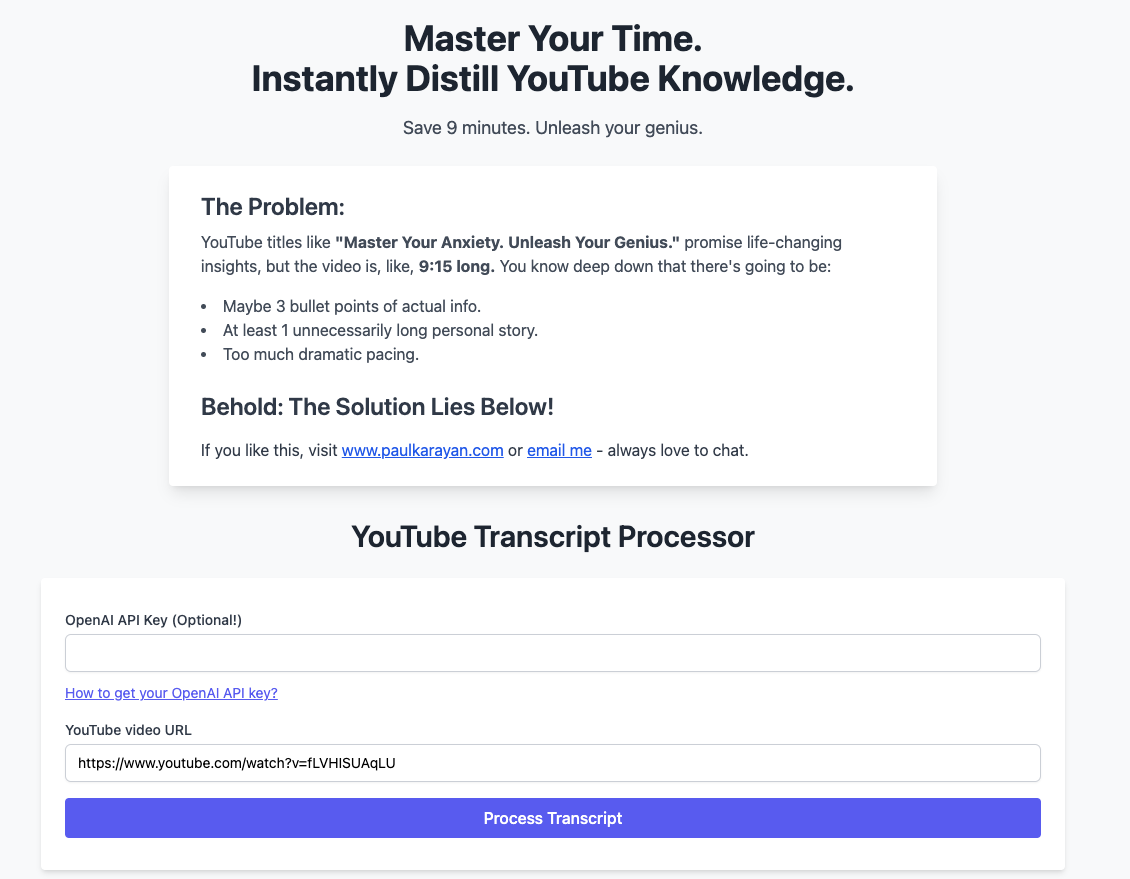 Master Your Time.
Instantly Distill YouTube Knowledge.
Save 9 minutes. Unleash your genius.
The Problem:
YouTube titles like "Master Your Anxiety. Unleash Your Genius." promise life-changing
insights, but the video is, like, 9:15 long. You know deep down that there's going to be:
• Maybe 3 bullet points of actual info.
• At least 1 unnecessarily long personal story.
• Too much dramatic pacing.
Behold: The Solution Lies Below!
If you like this, visit www.paulkarayan.com or email me - always love to chat.
YouTube Transcript Processor
OpenAI API Key (Optional!)
How to get your OpenAI API key?
YouTube video URL
https://www.youtube.com/watch?v=fLVHlSUAqLU
Process Transcript